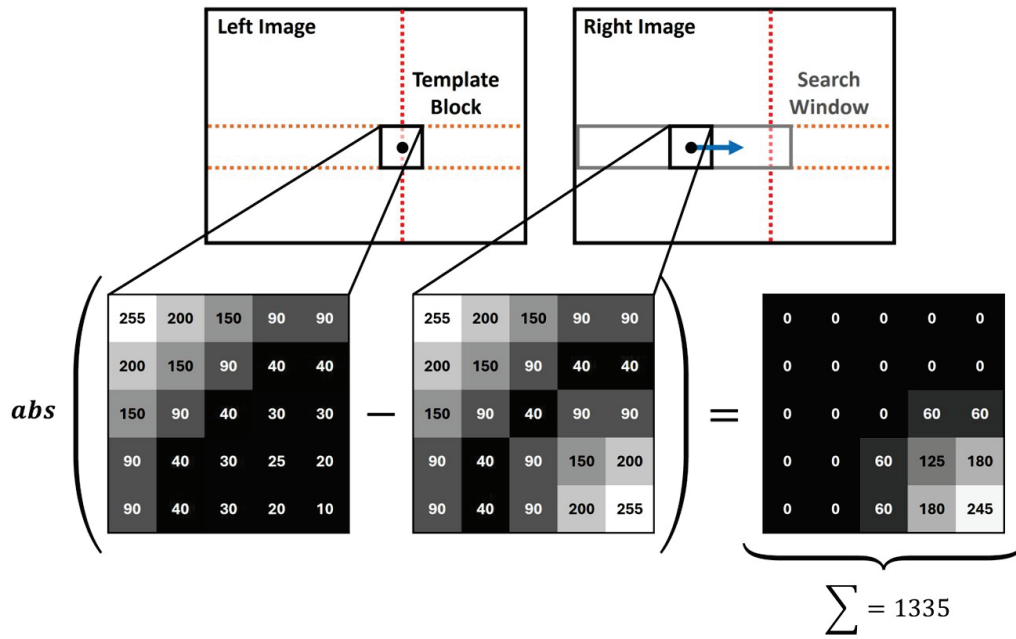 Left Image
Right Image
Template
Block
Search
Window
abs
255 200 150 90 90
200 150 90 40 40
150 90 40 30 30
90 40 30 25 20
90 40 30 20 10
−
255 200 150 90 90
200 150 90 40 40
150 90 40 90 90
90 40 90 150 200
90 40 90 200 255
=
0 0 0 0 0
0 0 0 0 0
0 0 0 60 60
0 0 60 125 180
0 0 60 180 245
∑ = 1335